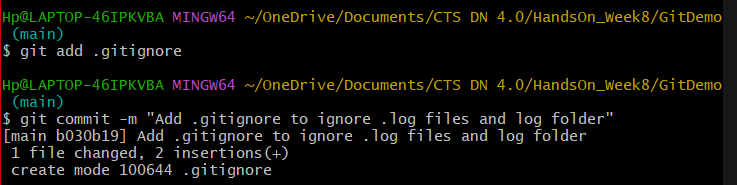 Hp@LAPTOP-46IPKVBA MINGW64 ~/OneDrive/Documents/CTS DN 4.0/HandsOn_Week8/GitDemo
(main)
$ git add .gitignore
Hp@LAPTOP-46IPKVBA MINGW64 ~/OneDrive/Documents/CTS DN 4.0/HandsOn_Week8/GitDemo
(main)
$ git commit -m "Add .gitignore to ignore .log files and log folder"
[main b030b19] Add .gitignore to ignore .log files and log folder
1 file changed, 2 insertions(+)
create mode 100644 .gitignore